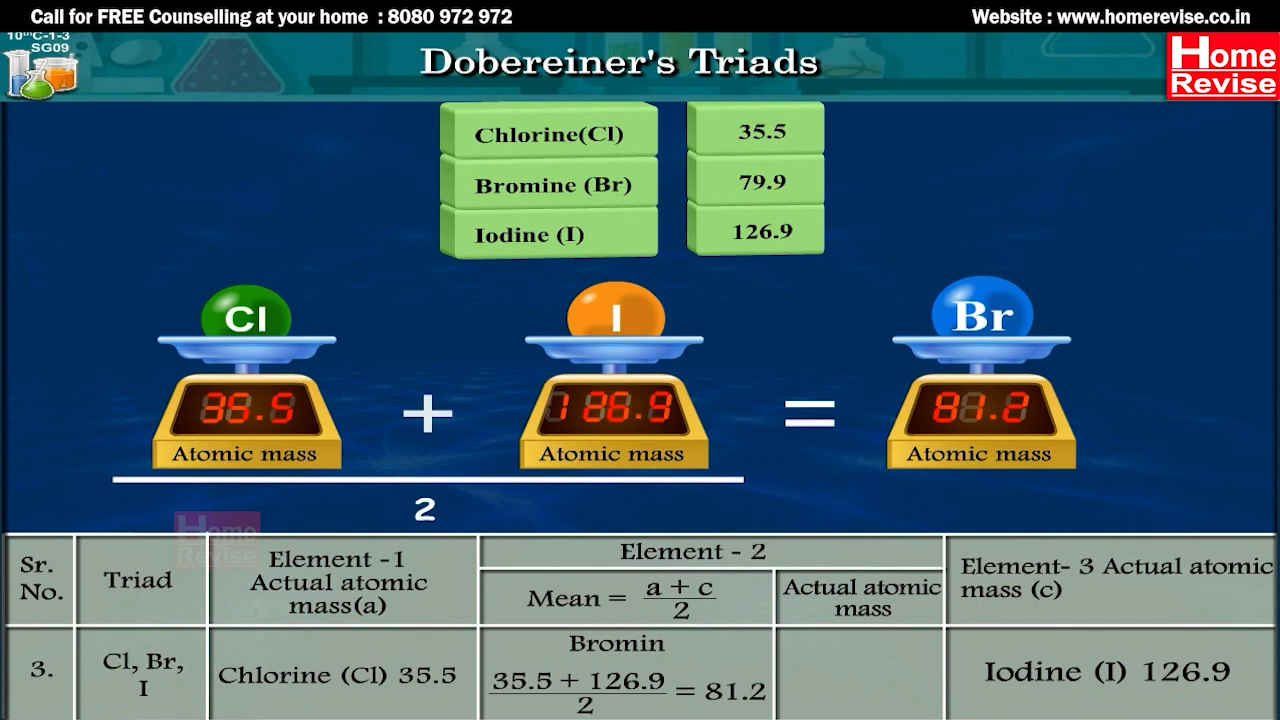 Call for FREE Counselling at your home : 8080 972 972
Website : www.homerevise.co.in
10thC-1-3
SG09
Dobereiner's Triads
Home
Revise
Chlorine(Cl) 35.5
Bromine (Br) 79.9
Iodine (I) 126.9
Cl I Br
35.5 + 126.9 = 81.2
Atomic mass Atomic mass Atomic mass
2
Home
Revise
Sr.
No.
Triad
Element -1
Actual atomic
mass(a)
Element - 2
Mean = a + c
2
Actual atomic
mass
Element- 3 Actual atomic
mass (c)
3.
Cl, Br,
I
Chlorine (Cl) 35.5
Bromin
35.5 + 126.9 = 81.2
2
Iodine (I) 126.9